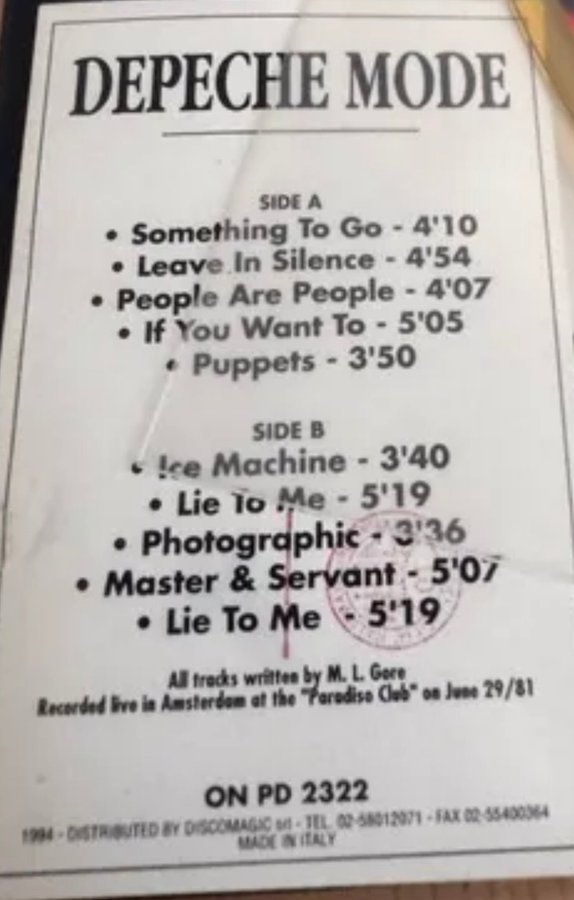 DEPECHE MODE
SIDE A
• Something To Go - 4'10
• Leave In Silence - 4'54
• People Are People - 4'07
• If You Want To - 5'05
• Puppets - 3'50
SIDE B
• Ice Machine - 3'40
• Lie To Me - 5'19
• Photographic - 3'36
• Master & Servant - 5'07
• Lie To Me - 5'19
All tracks written by M. L. Gore
Recorded live in Amsterdam at the "Paradiso Club" on June 29/81
ON PD 2322
1994 - DISTRIBUTED BY DISCOMAGIC srl - TEL. 02-58012071 - FAX 02-55400364
MADE IN ITALY